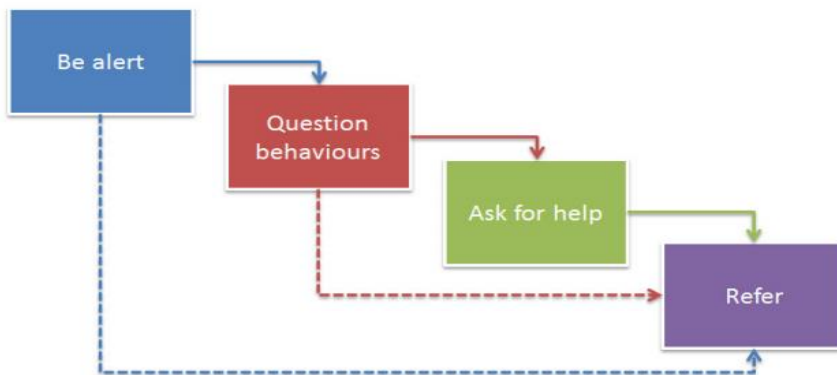 Be alert
Question
behaviours
Ask for help
Refer